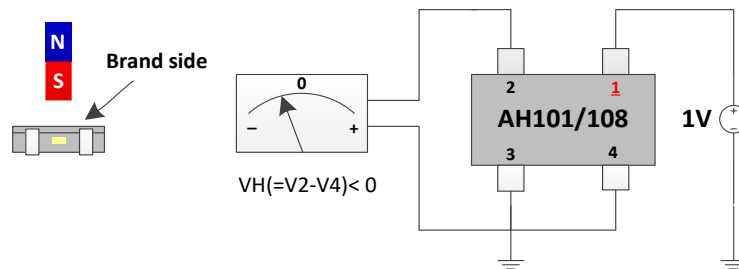 N
S
Brand side
0
− +
VH(=V2-V4)< 0
2 1
AH101/108
3 4
1V
+
−